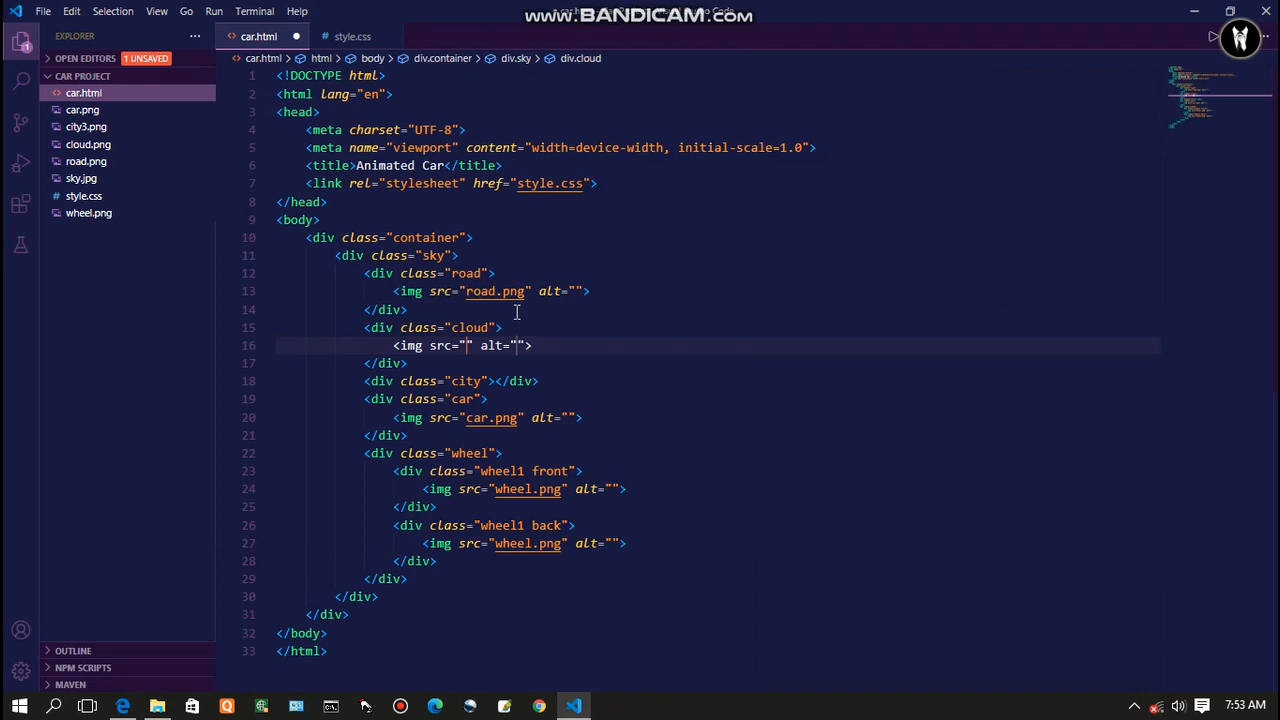 www.BANDICAM.com
File Edit Selection View Go Run Terminal Help
EXPLORER
OPEN EDITORS 1 UNSAVED
CAR PROJECT
car.html
car.png
city3.png
cloud.png
road.png
sky.jpg
style.css
wheel.png
OUTLINE
NPM SCRIPTS
MAVEN
car.html style.css
car.html > html > body > div.container > div.sky > div.cloud
1 <!DOCTYPE html>
2 <html lang="en">
3 <head>
4 <meta charset="UTF-8">
5 <meta name="viewport" content="width=device-width, initial-scale=1.0">
6 <title>Animated Car</title>
7 <link rel="stylesheet" href="style.css">
8 </head>
9 <body>
10 <div class="container">
11 <div class="sky">
12 <div class="road">
13 <img src="road.png" alt="">
14 </div>
15 <div class="cloud">
16 <img src="" alt="">
17 </div>
18 <div class="city"></div>
19 <div class="car">
20 <img src="car.png" alt="">
21 </div>
22 <div class="wheel">
23 <div class="wheel1 front">
24 <img src="wheel.png" alt="">
25 </div>
26 <div class="wheel1 back">
27 <img src="wheel.png" alt="">
28 </div>
29 </div>
30 </div>
31 </div>
32 </body>
33 </html>
7:53 AM